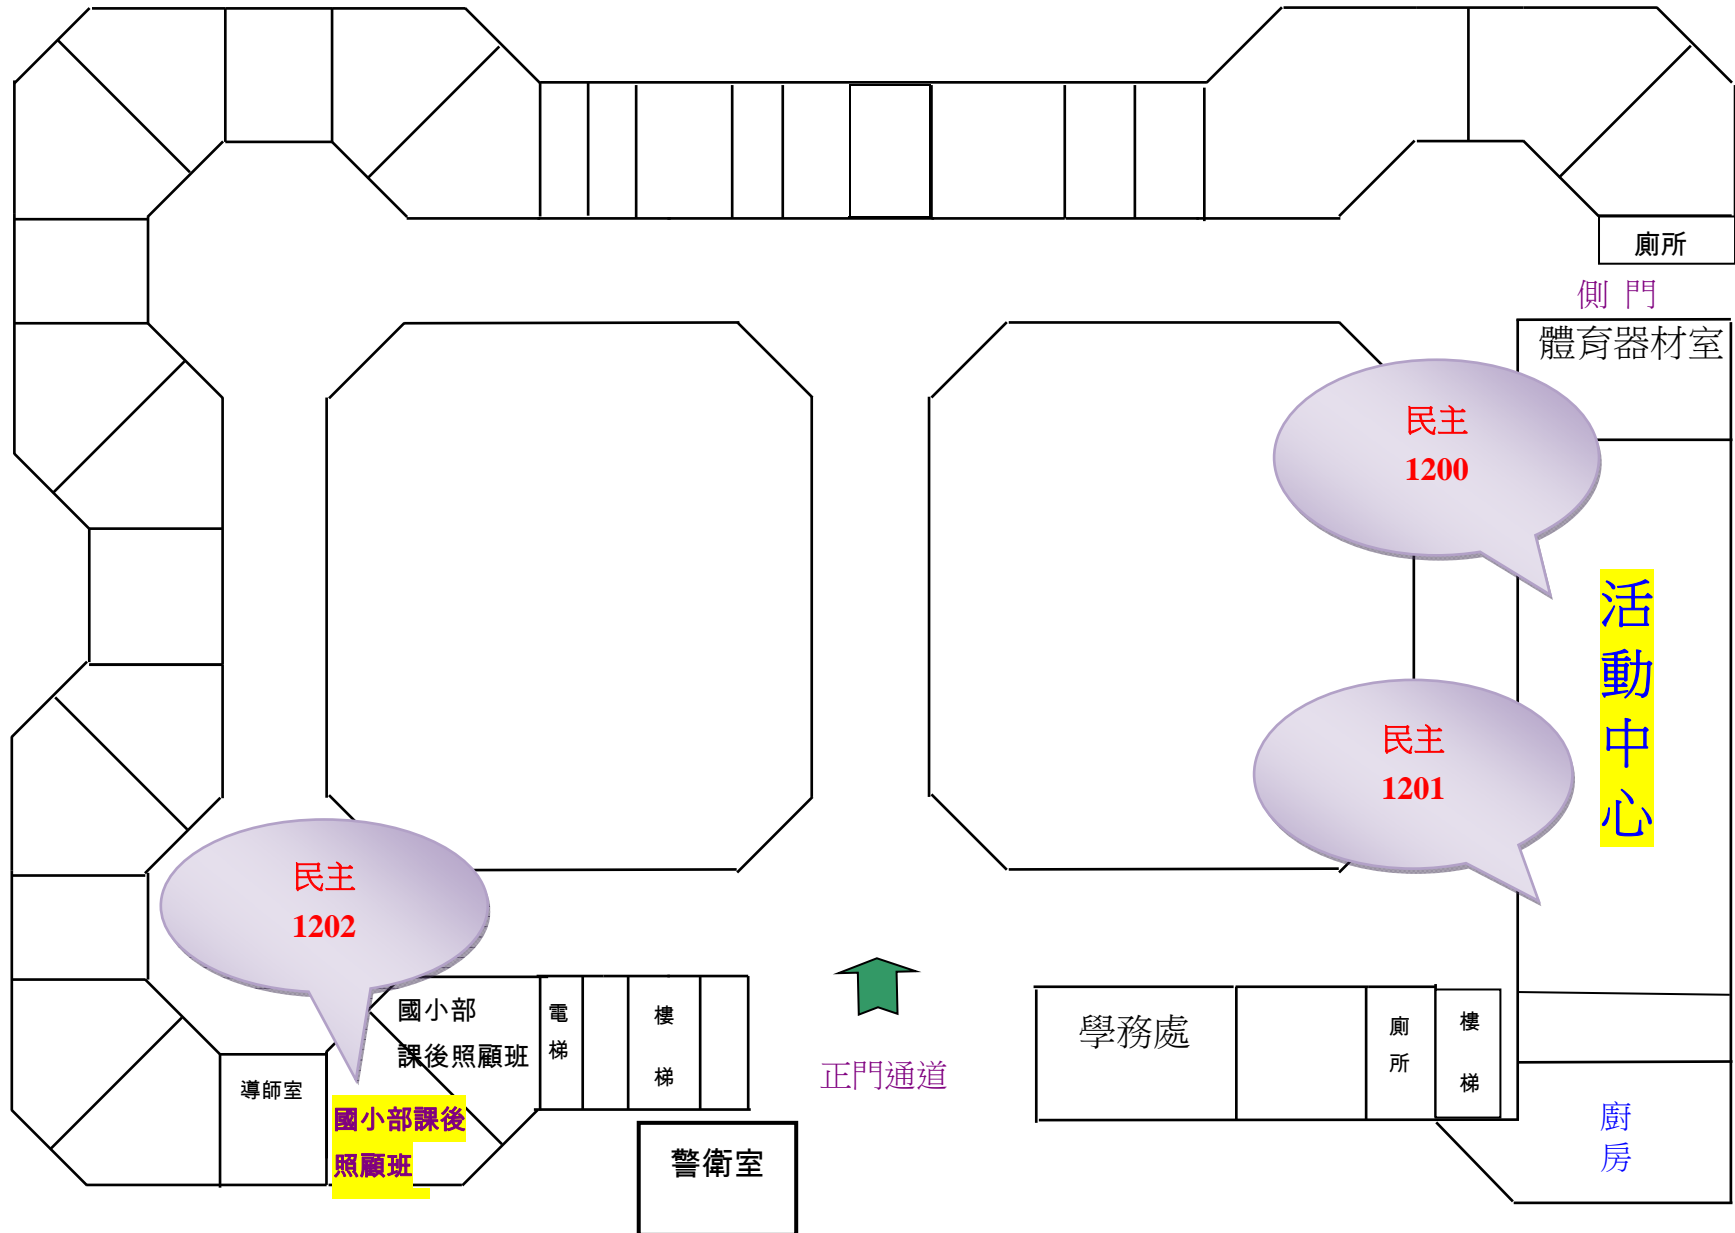 廁所
側 門
體育器材室
民主
1200
活
動
中
心
民主
1201
民主
1202
國小部
課後照顧班
電
梯
樓
梯
導師室
國小部課後
照顧班
警衛室
正門通道
學務處
廁
所
樓
梯
廚
房